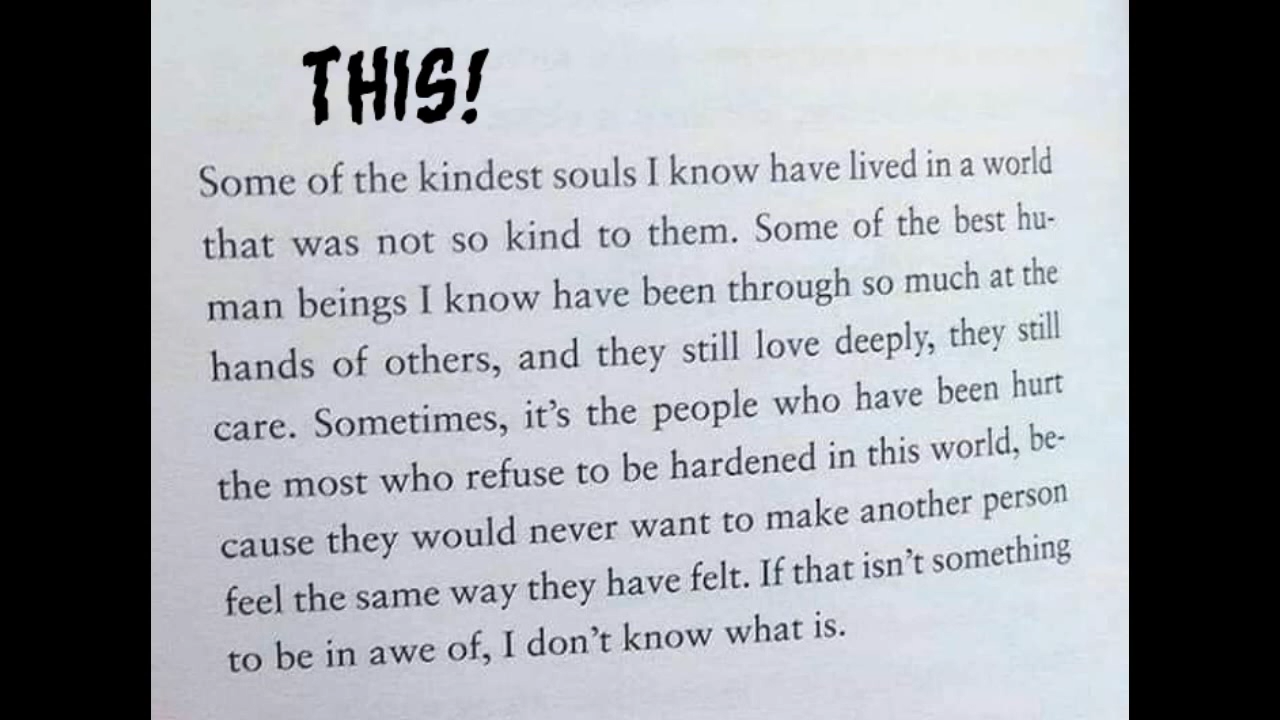 THIS!
Some of the kindest souls I know have lived in a world
that was not so kind to them. Some of the best hu-
man beings I know have been through so much at the
hands of others, and they still love deeply, they still
care. Sometimes, it's the people who have been hurt
the most who refuse to be hardened in this world, be-
cause they would never want to make another person
feel the same way they have felt. If that isn't something
to be in awe of, I don't know what is.